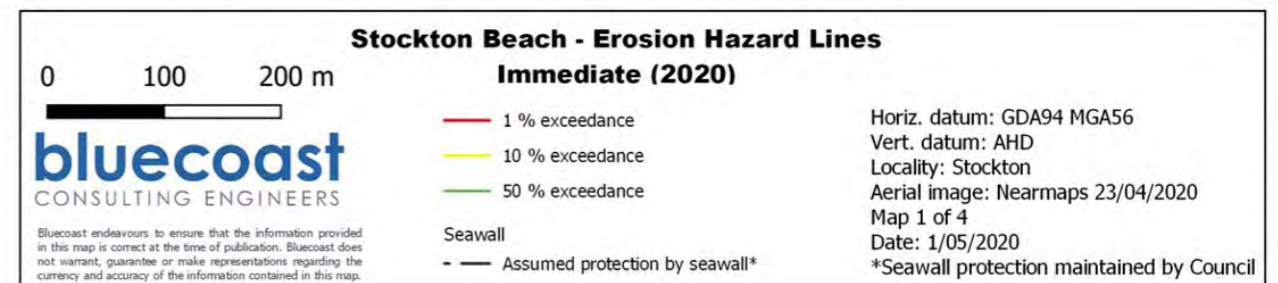 Stockton Beach - Erosion Hazard Lines
Immediate (2020)
0 100 200 m
bluecoast
CONSULTING ENGINEERS
Bluecoast endeavours to ensure that the information provided
in this map is correct at the time of publication. Bluecoast does
not warrant, guarantee or make representations regarding the
currency and accuracy of the information contained in this map.
1 % exceedance
10 % exceedance
50 % exceedance
Seawall
Assumed protection by seawall*
Horiz. datum: GDA94 MGA56
Vert. datum: AHD
Locality: Stockton
Aerial image: Nearmaps 23/04/2020
Map 1 of 4
Date: 1/05/2020
*Seawall protection maintained by Council